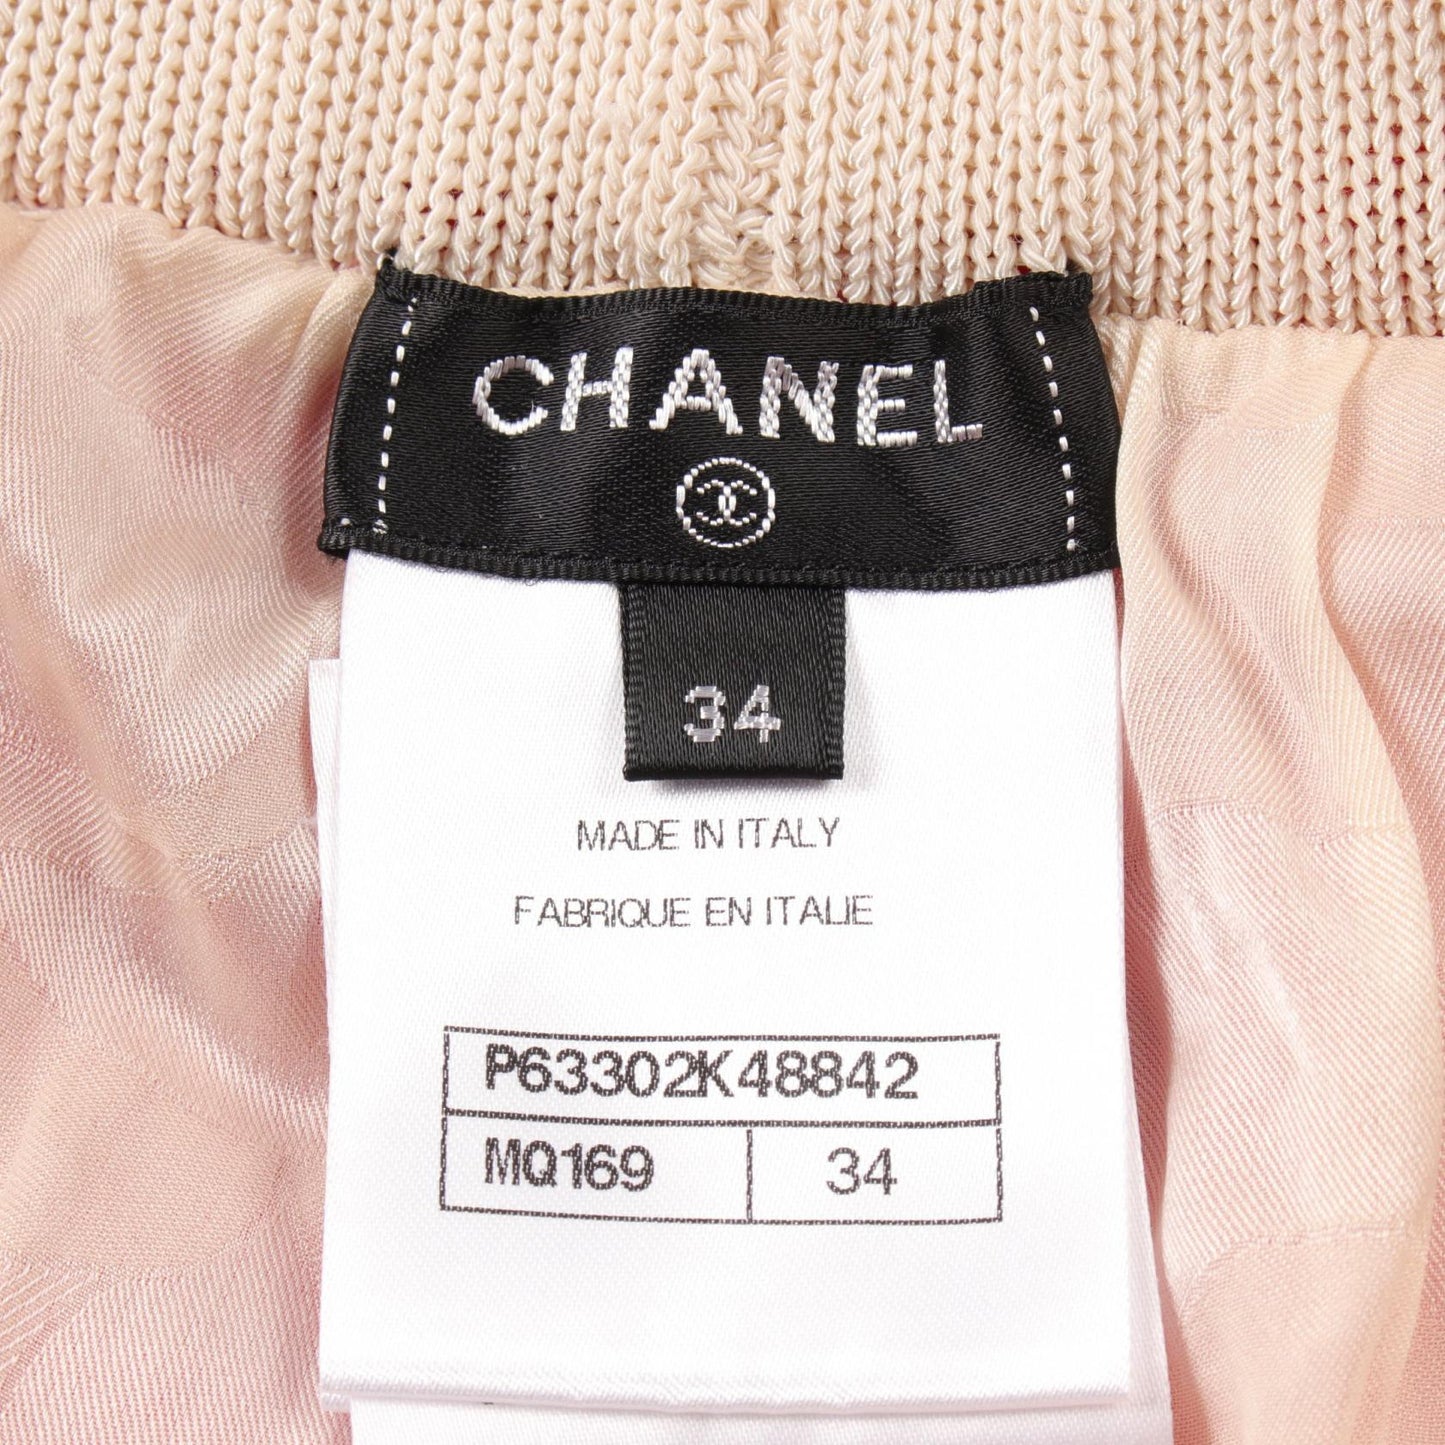 CHANEL
34
MADE IN ITALY
FABRIQUE EN ITALIE
P63302K48842
MQ169 34